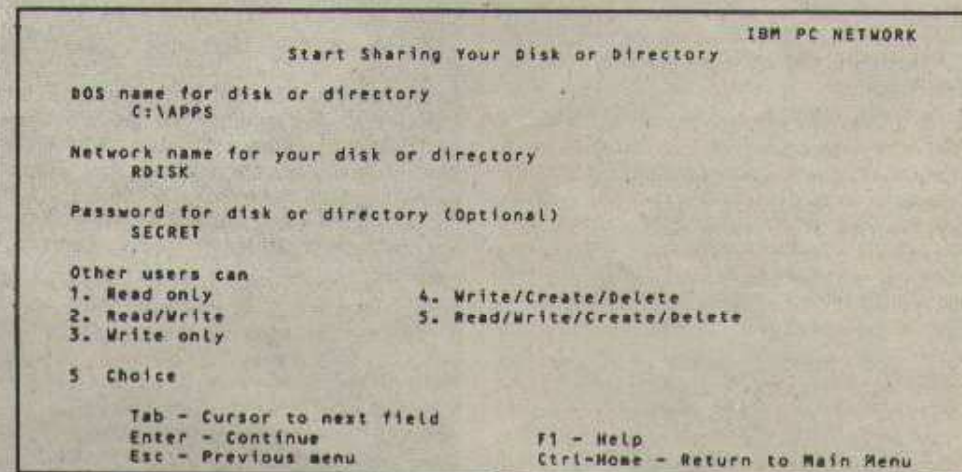 IBM PC NETWORK
Start Sharing Your Disk or Directory
DOS name for disk or directory
C:\APPS
Network name for your disk or directory
RDISK
Password for disk or directory (Optional)
SECRET
Other users can
1. Read only 4. Write/Create/Delete
2. Read/Write 5. Read/Write/Create/Delete
3. Write only
5 Choice
Tab - Cursor to next field
Enter - Continue F1 - Help
Esc - Previous menu Ctrl-Home - Return to Main Menu